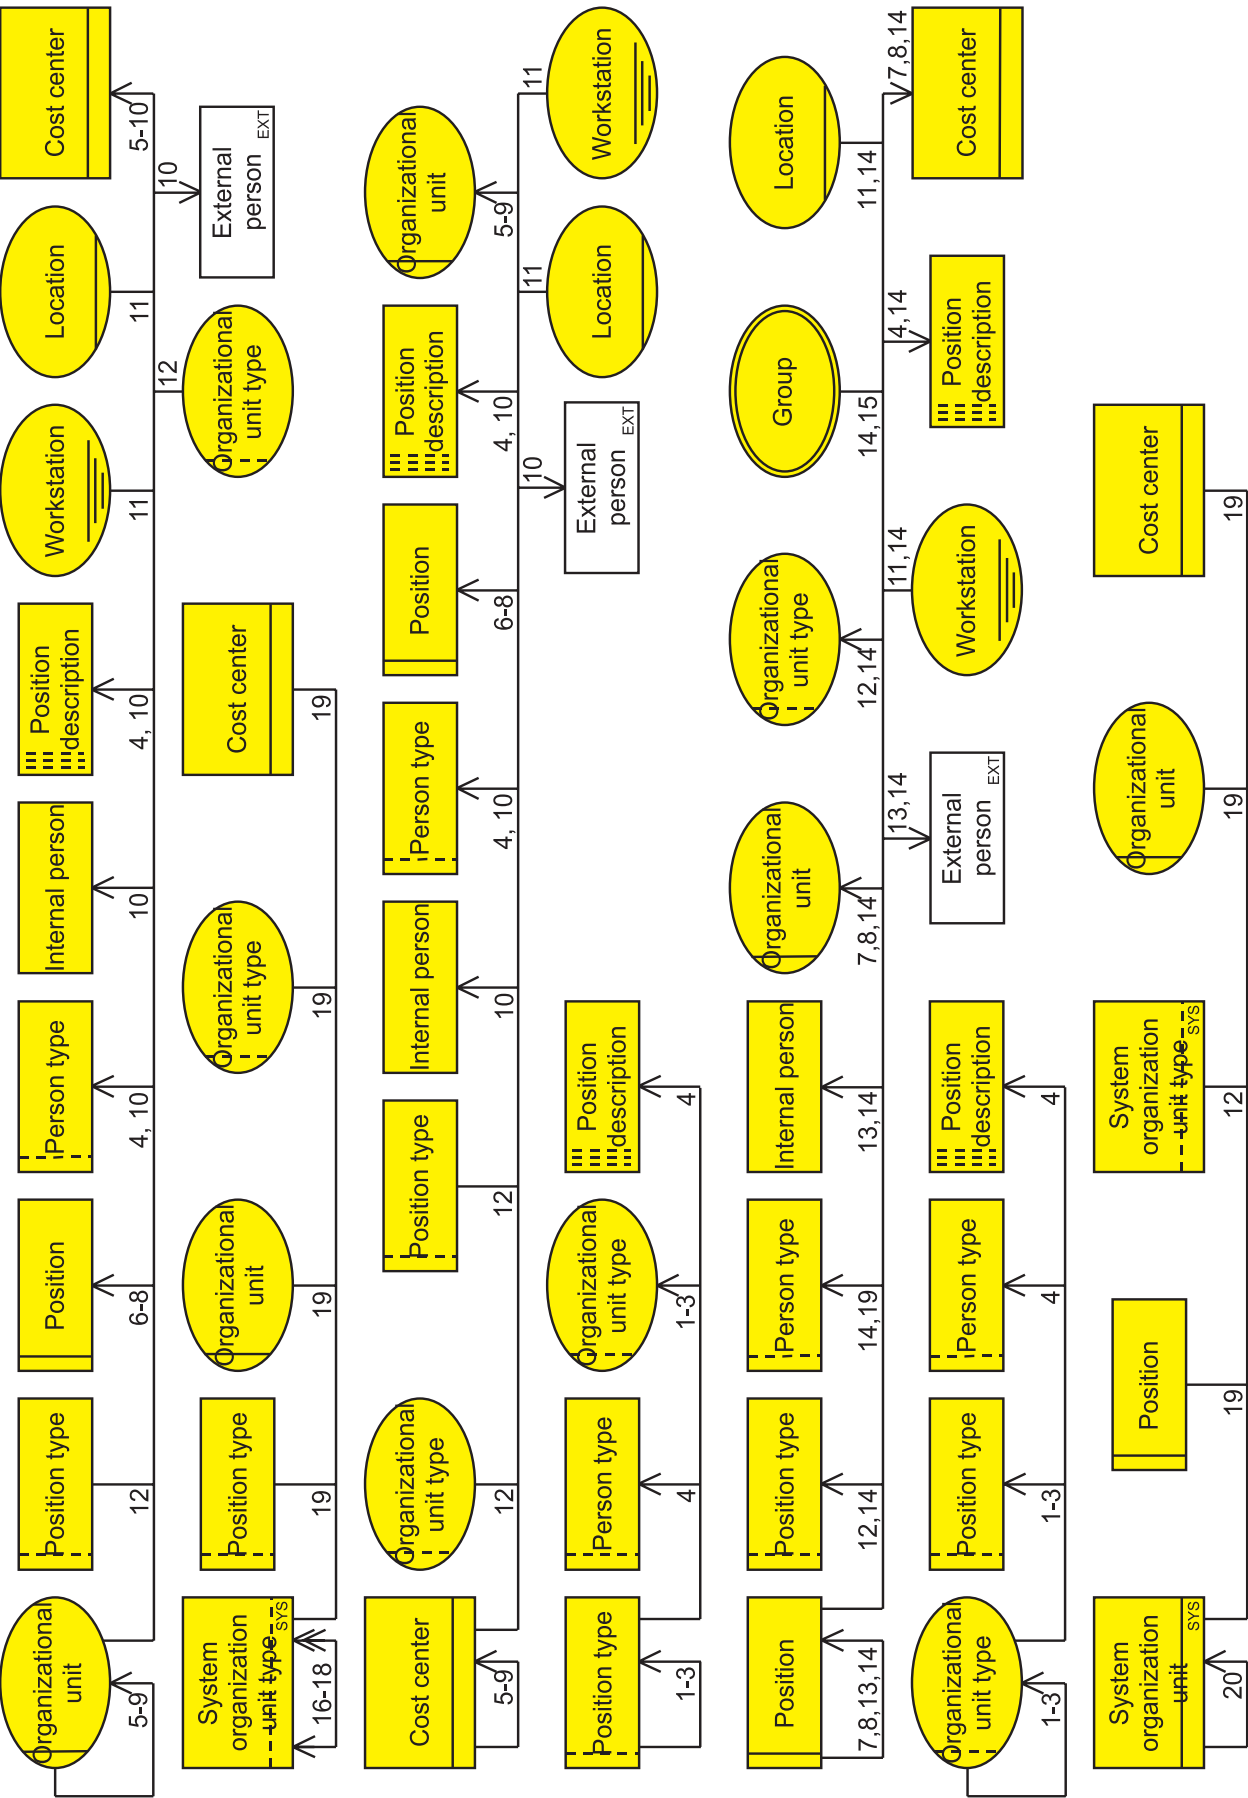 Organizational
unit
5-9
Position type
12
Position
6-8
Person type
4, 10
Internal person
10
Position
description
4, 10
Workstation
11
Location
11
Cost center
5-10
12
Organizational
unit type
10
External
person
EXT
System
organization
unit type
SYS
16-18
Position type
19
Organizational
unit
19
Organizational
unit type
19
Cost center
19
Cost center
5-9
Organizational
unit type
12
Position type
12
Internal person
10
Person type
4, 10
Position
6-8
Position
description
4, 10
Organizational
unit
5-9
10
External
person
EXT
11
Location
11
Workstation
Position type
1-3
Person type
4
Organizational
unit type
1-3
Position
description
4
Position
7,8,13,14
Position type
12,14
Person type
14,19
Internal person
13,14
Organizational
unit
7,8,14
Organizational
unit type
12,14
Group
14,15
Location
11,14
13,14
External
person
EXT
11,14
Workstation
4,14
Position
description
7,8,14
Cost center
Organizational
unit type
1-3
Position type
1-3
Person type
4
Position
description
4
System
organization
unit
SYS
20
Position
19
System
organization
unit type
SYS
12
Organizational
unit
19
Cost center
19